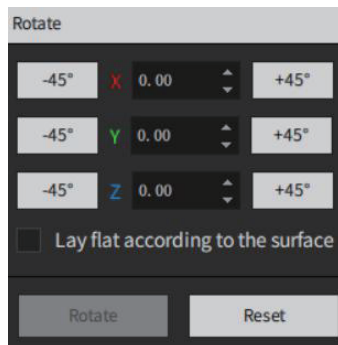 Rotate
-45° X 0.00 +45°
-45° Y 0.00 +45°
-45° Z 0.00 +45°
Lay flat according to the surface
Rotate Reset